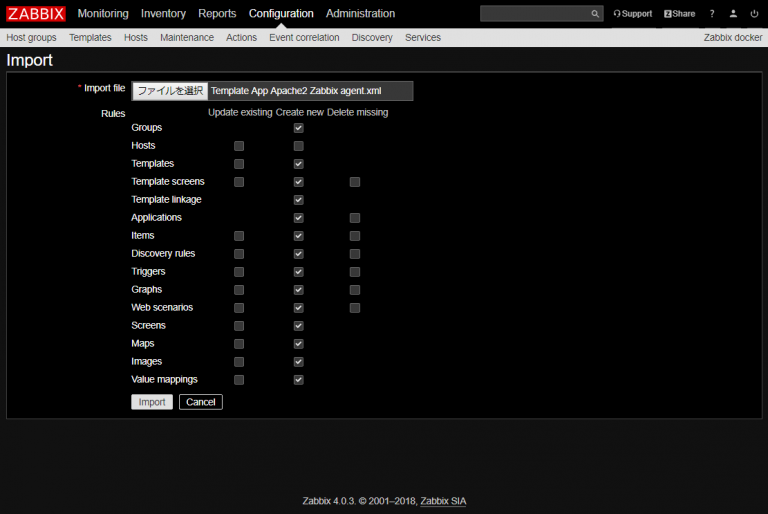 ZABBIX Monitoring Inventory Reports Configuration Administration Support Z Share ?
Host groups Templates Hosts Maintenance Actions Event correlation Discovery Services Zabbix docker
Import
* Import file ファイルを選択 Template App Apache2 Zabbix agent.xml
Rules Update existing Create new Delete missing
Groups
Hosts
Templates
Template screens
Template linkage
Applications
Items
Discovery rules
Triggers
Graphs
Web scenarios
Screens
Maps
Images
Value mappings
Import Cancel
Zabbix 4.0.3. © 2001–2018, Zabbix SIA